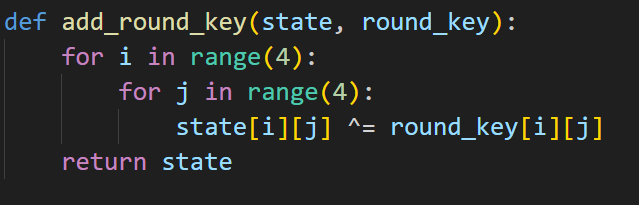 def add_round_key(state, round_key):
    for i in range(4):
        for j in range(4):
            state[i][j] ^= round_key[i][j]
    return state